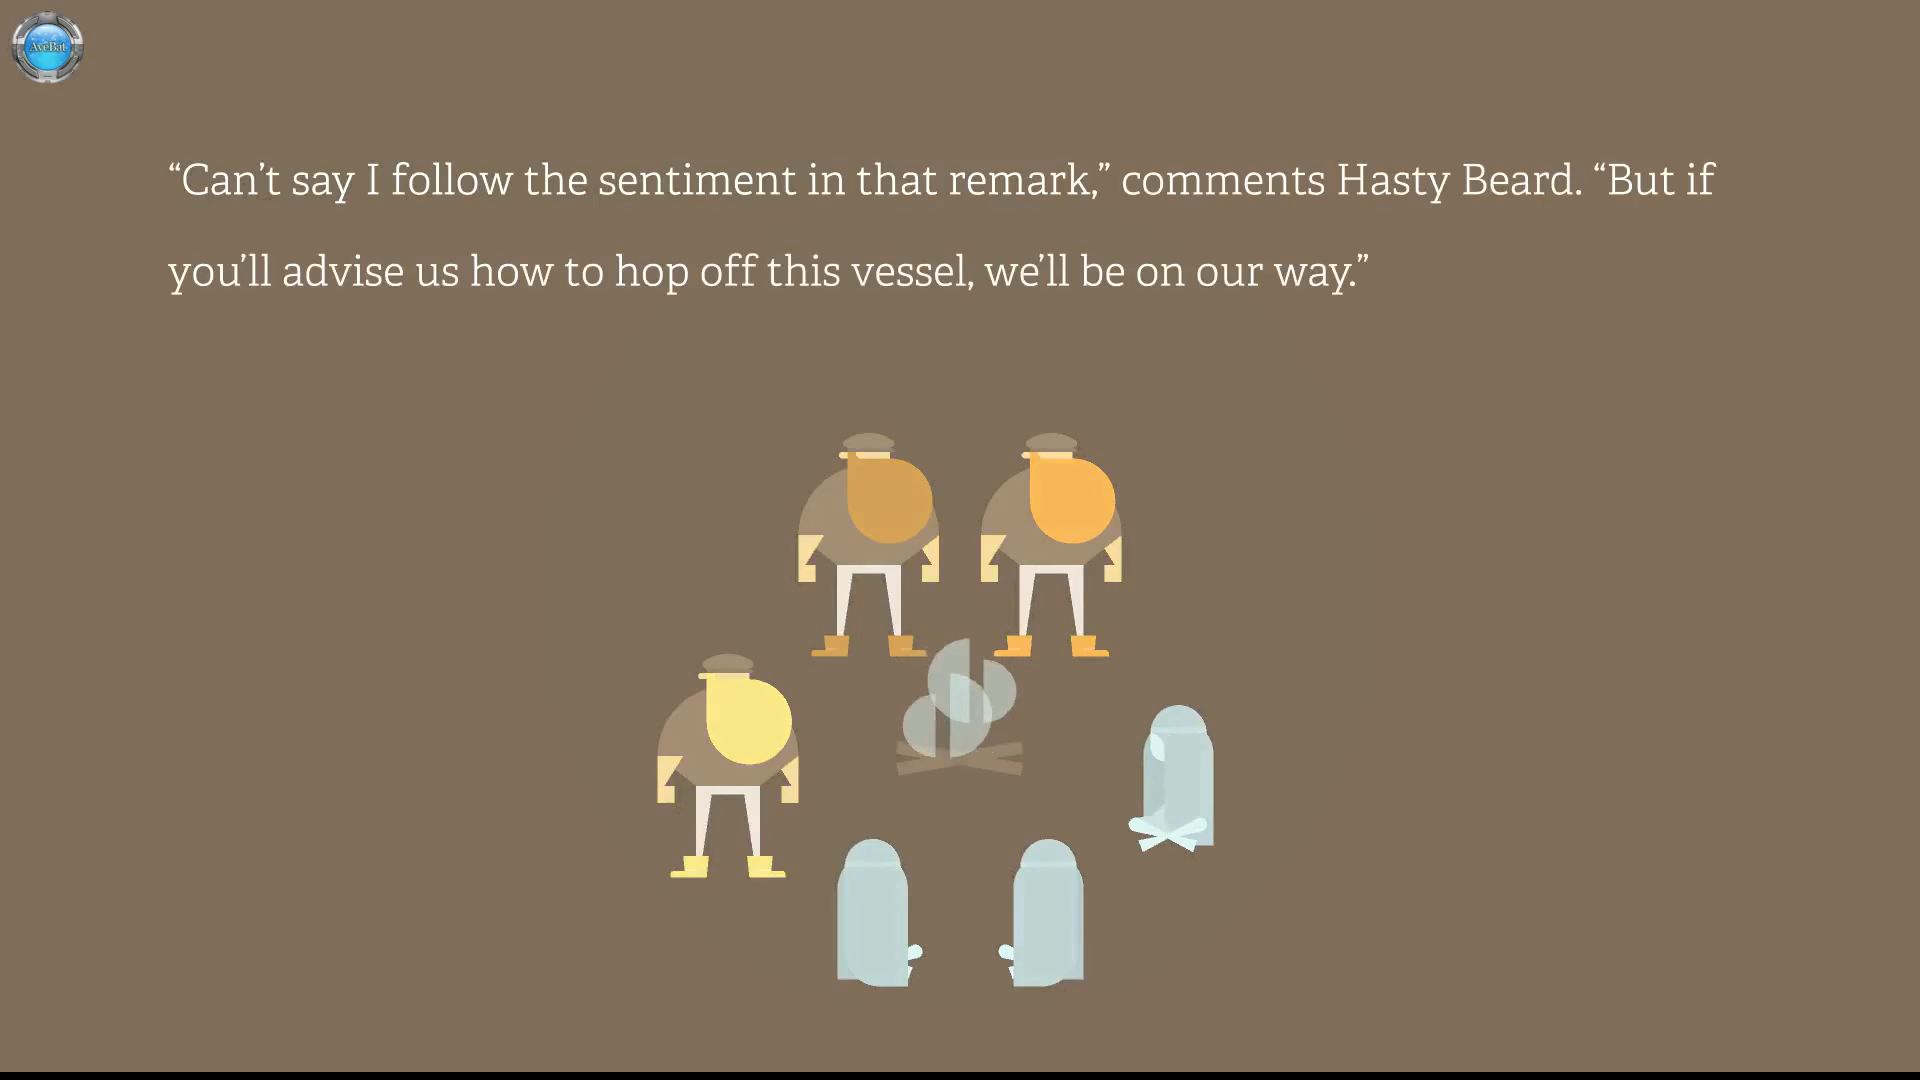 AveBat
“Can’t say I follow the sentiment in that remark,” comments Hasty Beard. “But if
you’ll advise us how to hop off this vessel, we’ll be on our way.”